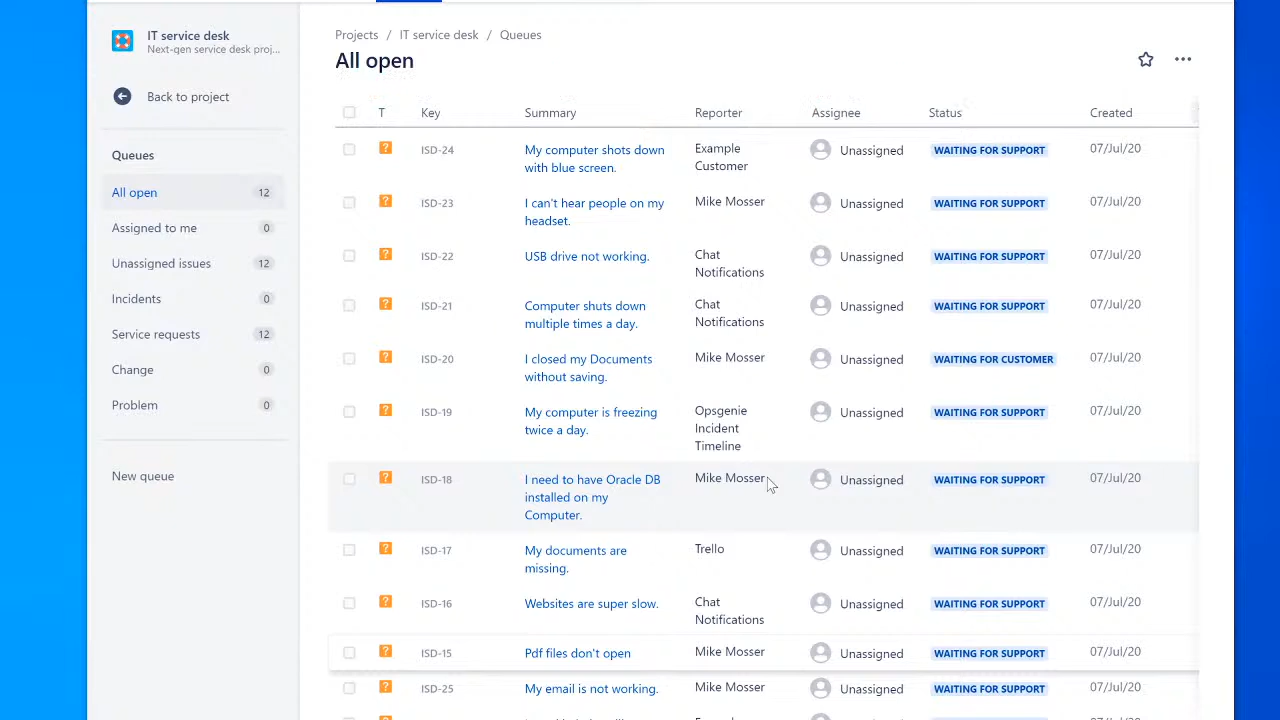 IT service desk
Next-gen service desk proj...
Back to project
Queues
All open 12
Assigned to me 0
Unassigned issues 12
Incidents 0
Service requests 12
Change 0
Problem 0
New queue
Projects / IT service desk / Queues
All open
T Key Summary Reporter Assignee Status Created
? ISD-24 My computer shots down Example Unassigned WAITING FOR SUPPORT 07/Jul/20
with blue screen. Customer
? ISD-23 I can't hear people on my Mike Mosser Unassigned WAITING FOR SUPPORT 07/Jul/20
headset.
? ISD-22 USB drive not working. Chat Unassigned WAITING FOR SUPPORT 07/Jul/20
Notifications
? ISD-21 Computer shuts down Chat Unassigned WAITING FOR SUPPORT 07/Jul/20
multiple times a day. Notifications
? ISD-20 I closed my Documents Mike Mosser Unassigned WAITING FOR CUSTOMER 07/Jul/20
without saving.
? ISD-19 My computer is freezing Opsgenie Unassigned WAITING FOR SUPPORT 07/Jul/20
twice a day. Incident
Timeline
? ISD-18 I need to have Oracle DB Mike Mosser Unassigned WAITING FOR SUPPORT 07/Jul/20
installed on my
Computer.
? ISD-17 My documents are Trello Unassigned WAITING FOR SUPPORT 07/Jul/20
missing.
? ISD-16 Websites are super slow. Chat Unassigned WAITING FOR SUPPORT 07/Jul/20
Notifications
? ISD-15 Pdf files don't open Mike Mosser Unassigned WAITING FOR SUPPORT 07/Jul/20
? ISD-25 My email is not working. Mike Mosser Unassigned WAITING FOR SUPPORT 07/Jul/20